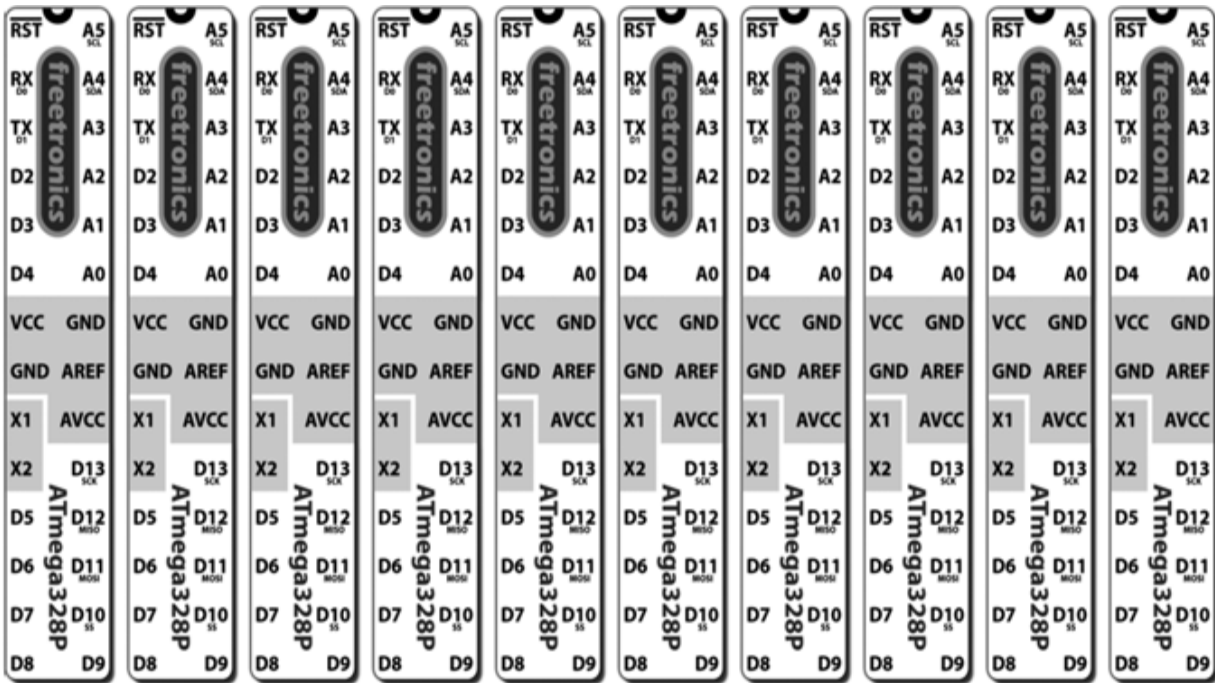 RST A5 RST A5 RST A5 RST A5 RST A5 RST A5 RST A5 RST A5 RST A5 RST A5
SCL SCL SCL SCL SCL SCL SCL SCL SCL SCL
RX A4 RX A4 RX A4 RX A4 RX A4 RX A4 RX A4 RX A4 RX A4 RX A4
D0 SDA D0 SDA D0 SDA D0 SDA D0 SDA D0 SDA D0 SDA D0 SDA D0 SDA D0 SDA
freetronics freetronics freetronics freetronics freetronics freetronics freetronics freetronics freetronics freetronics
TX A3 TX A3 TX A3 TX A3 TX A3 TX A3 TX A3 TX A3 TX A3 TX A3
D1 D1 D1 D1 D1 D1 D1 D1 D1 D1
D2 A2 D2 A2 D2 A2 D2 A2 D2 A2 D2 A2 D2 A2 D2 A2 D2 A2 D2 A2
D3 A1 D3 A1 D3 A1 D3 A1 D3 A1 D3 A1 D3 A1 D3 A1 D3 A1 D3 A1
D4 A0 D4 A0 D4 A0 D4 A0 D4 A0 D4 A0 D4 A0 D4 A0 D4 A0 D4 A0
VCC GND VCC GND VCC GND VCC GND VCC GND VCC GND VCC GND VCC GND VCC GND VCC GND
GND AREF GND AREF GND AREF GND AREF GND AREF GND AREF GND AREF GND AREF GND AREF GND AREF
X1 AVCC X1 AVCC X1 AVCC X1 AVCC X1 AVCC X1 AVCC X1 AVCC X1 AVCC X1 AVCC X1 AVCC
X2 D13 X2 D13 X2 D13 X2 D13 X2 D13 X2 D13 X2 D13 X2 D13 X2 D13 X2 D13
SCK SCK SCK SCK SCK SCK SCK SCK SCK SCK
ATmega328P ATmega328P ATmega328P ATmega328P ATmega328P ATmega328P ATmega328P ATmega328P ATmega328P ATmega328P
D5 D12 D5 D12 D5 D12 D5 D12 D5 D12 D5 D12 D5 D12 D5 D12 D5 D12 D5 D12
MISO MISO MISO MISO MISO MISO MISO MISO MISO MISO
D6 D11 D6 D11 D6 D11 D6 D11 D6 D11 D6 D11 D6 D11 D6 D11 D6 D11 D6 D11
MOSI MOSI MOSI MOSI MOSI MOSI MOSI MOSI MOSI MOSI
D7 D10 D7 D10 D7 D10 D7 D10 D7 D10 D7 D10 D7 D10 D7 D10 D7 D10 D7 D10
SS SS SS SS SS SS SS SS SS SS
D8 D9 D8 D9 D8 D9 D8 D9 D8 D9 D8 D9 D8 D9 D8 D9 D8 D9 D8 D9